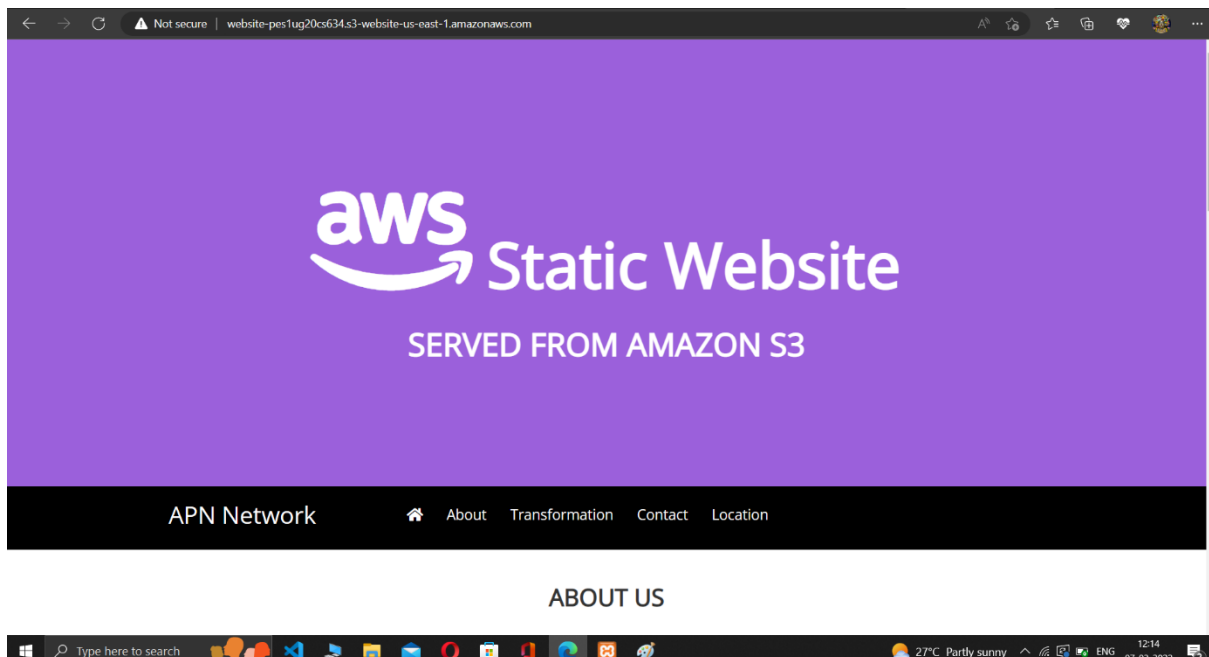 Not secure | website-pes1ug20cs634.s3-website-us-east-1.amazonaws.com
aws
Static Website
SERVED FROM AMAZON S3
APN Network About Transformation Contact Location
ABOUT US
Type here to search 27°C Partly sunny ENG 12:14